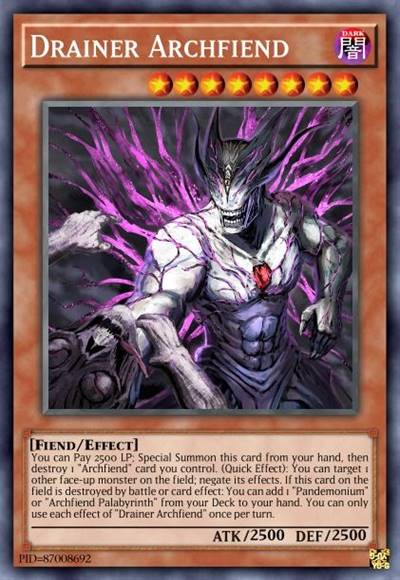 DRAINER ARCHFIEND
DARK
闇
[FIEND/EFFECT]
You can Pay 2500 LP; Special Summon this card from your hand, then
destroy 1 "Archfiend" card you control. (Quick Effect): You can target 1
other face-up monster on the field; negate its effects. If this card on the
field is destroyed by battle or card effect: You can add 1 "Pandemonium"
or "Archfiend Palabyrinth" from your Deck to your hand. You can only
use each effect of "Drainer Archfiend" once per turn.
ATK/2500 DEF/2500
PID=87008692